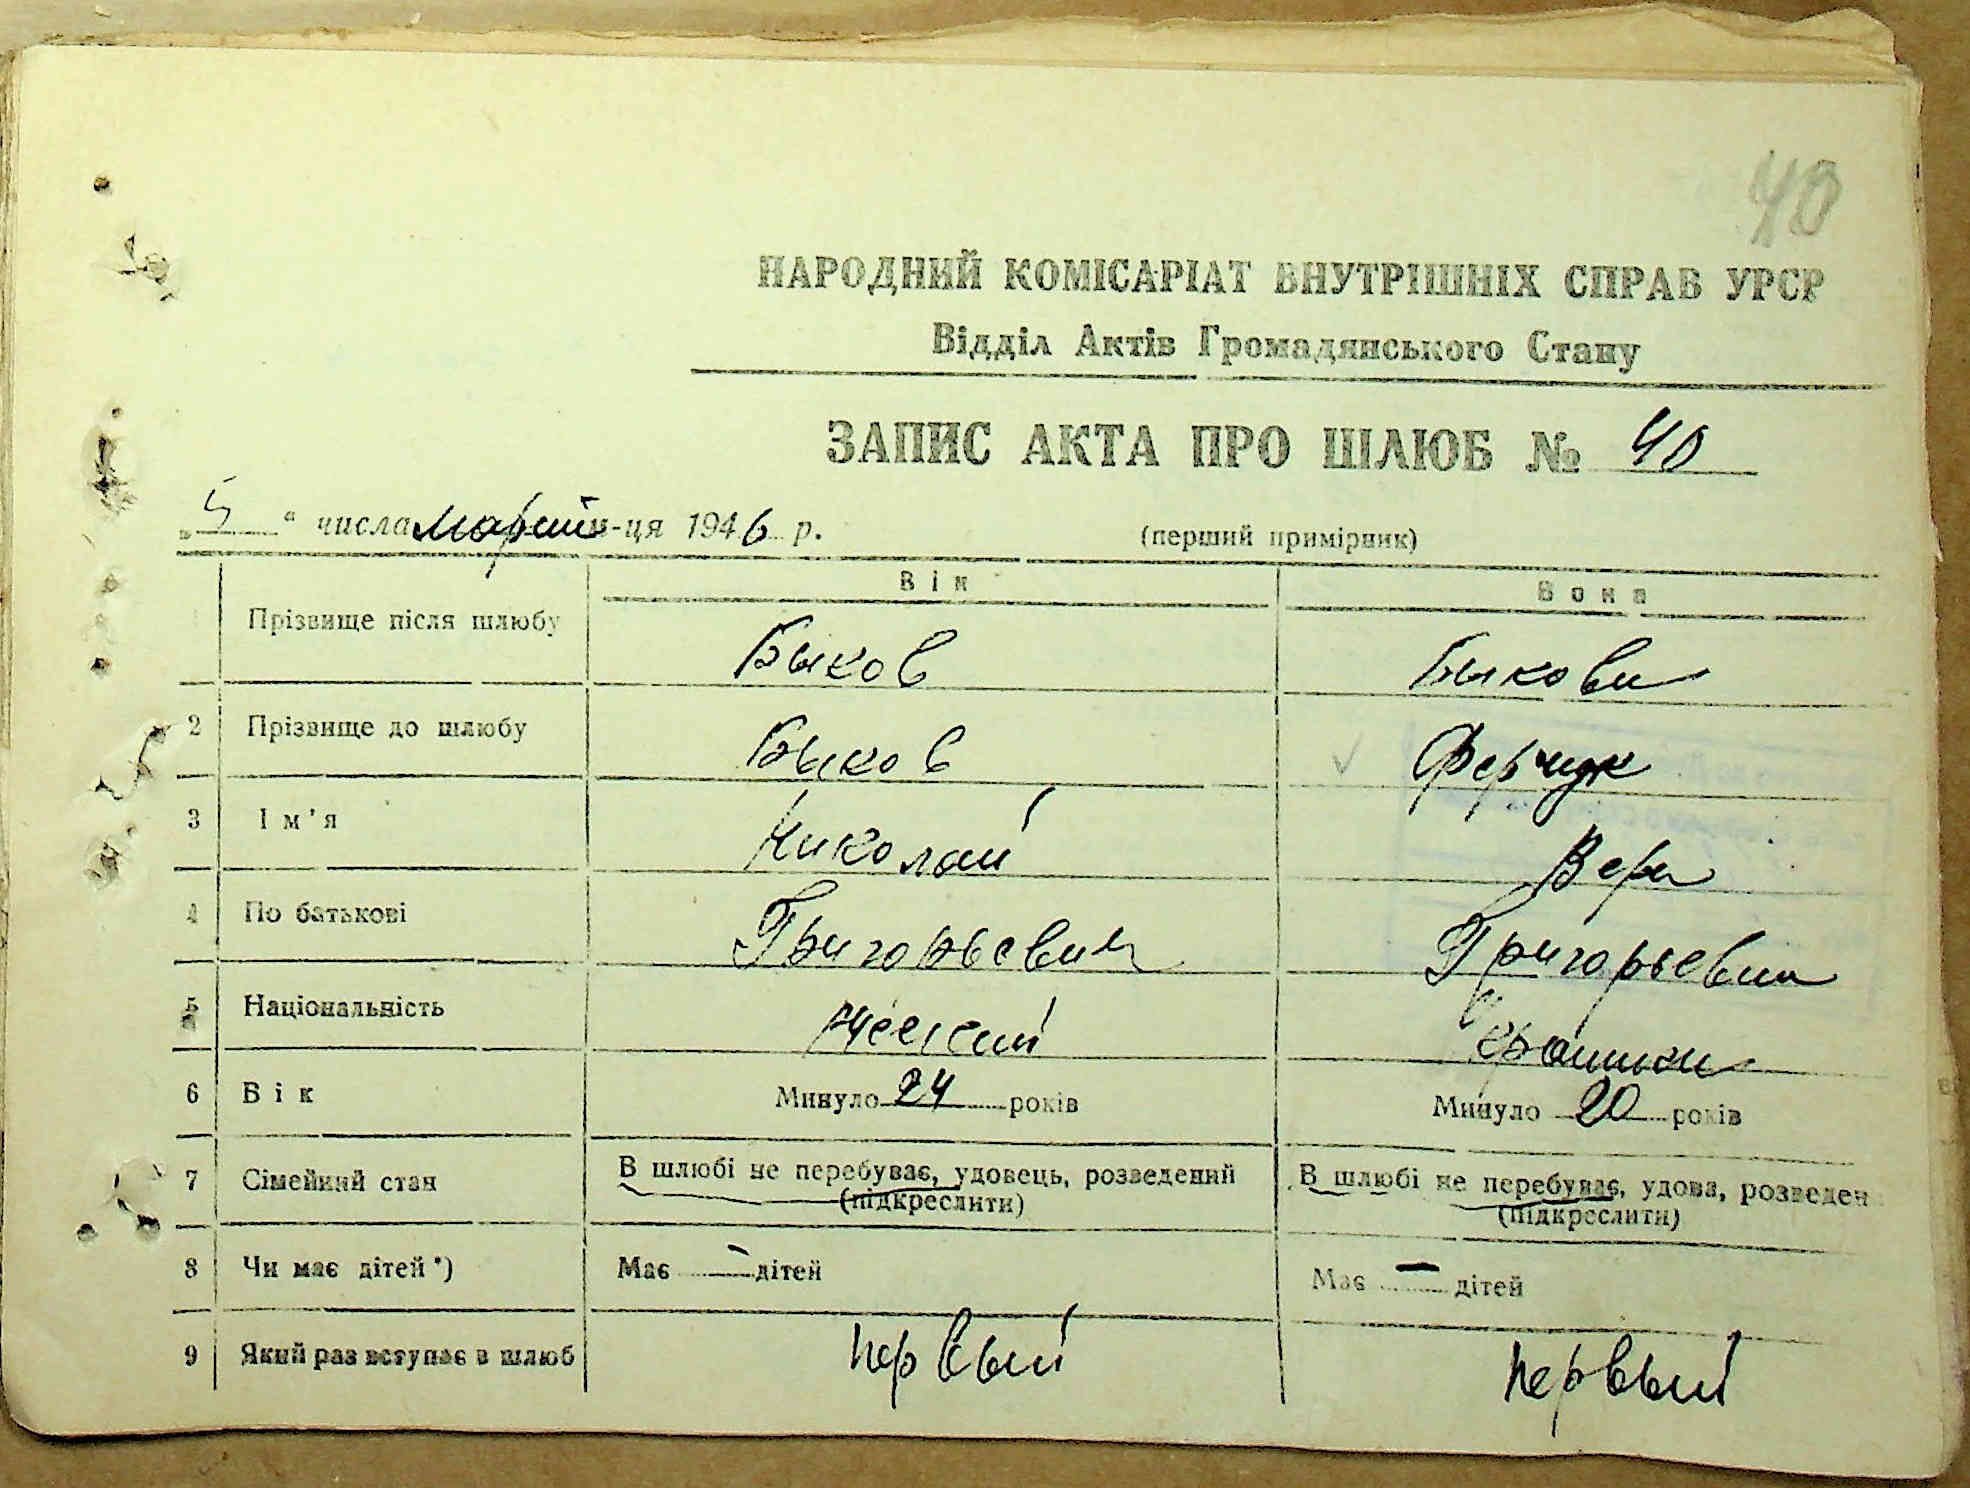 40
НАРОДНИЙ КОМІСАРІАТ ВНУТРІШНІХ СПРАВ УРСР
Відділ Актів Громадянського Стану
ЗАПИС АКТА ПРО ШЛЮБ № 40
„ 5 “ числа марта м-ця 1946 р. (перший примірник)
Він Вона
Прізвище після шлюбу Быков Быкова
2 Прізвище до шлюбу Быков Ферчук
3 Ім'я Николай Вера
4 По батькові Григорьевич Григорьевна
5 Національність
6 Вік Минуло 24 років Минуло 20 років
7 Сімейний стан В шлюбі не перебуває, удовець, розведений В шлюбі не перебуває, удова, розведен
(підкреслити) (підкреслити)
8 Чи має дітей *) Має — дітей Має — дітей
9 Який раз вступає в шлюб первый первый